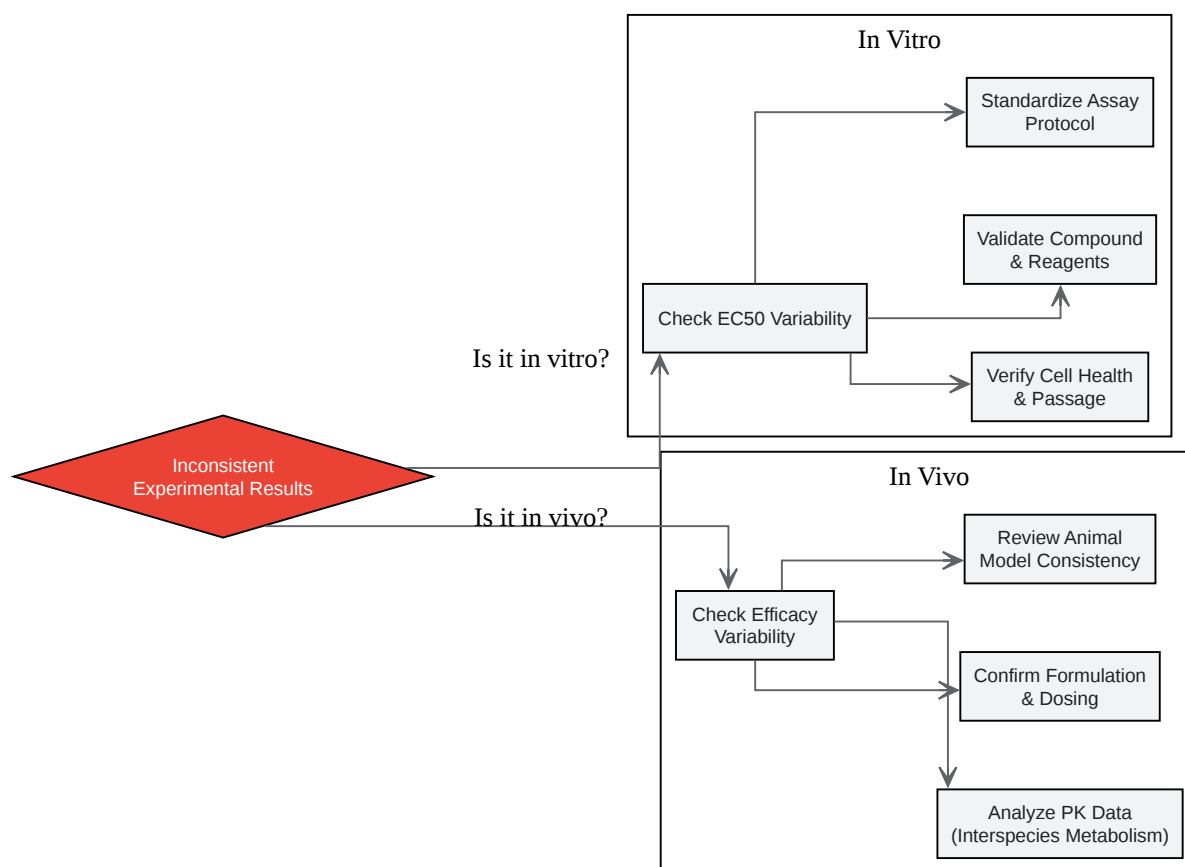 In Vitro
Standardize Assay
Protocol
Validate Compound
& Reagents
Check EC50 Variability
Is it in vitro?
Verify Cell Health
& Passage
Inconsistent
Experimental Results
In Vivo
Is it in vivo?
Review Animal
Model Consistency
Check Efficacy
Variability
Confirm Formulation
& Dosing
Analyze PK Data
(Interspecies Metabolism)